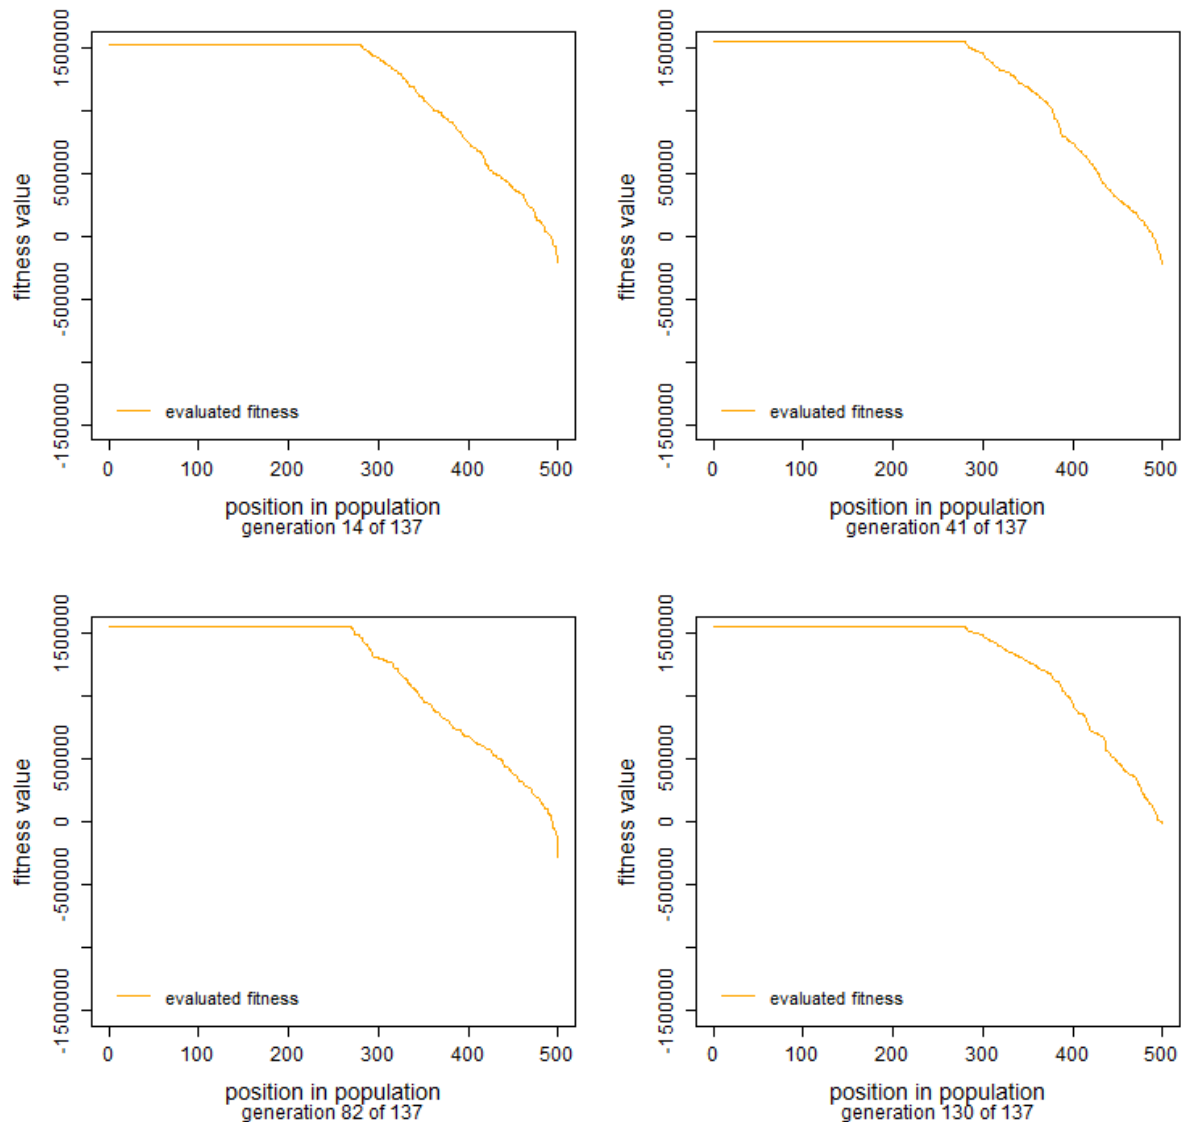 fitness value
1500000
500000
0
-500000
-1500000
evaluated fitness
0 100 200 300 400 500
position in population
generation 14 of 137
fitness value
1500000
500000
0
-500000
-1500000
evaluated fitness
0 100 200 300 400 500
position in population
generation 41 of 137
fitness value
1500000
500000
0
-500000
-1500000
evaluated fitness
0 100 200 300 400 500
position in population
generation 82 of 137
fitness value
1500000
500000
0
-500000
-1500000
evaluated fitness
0 100 200 300 400 500
position in population
generation 130 of 137